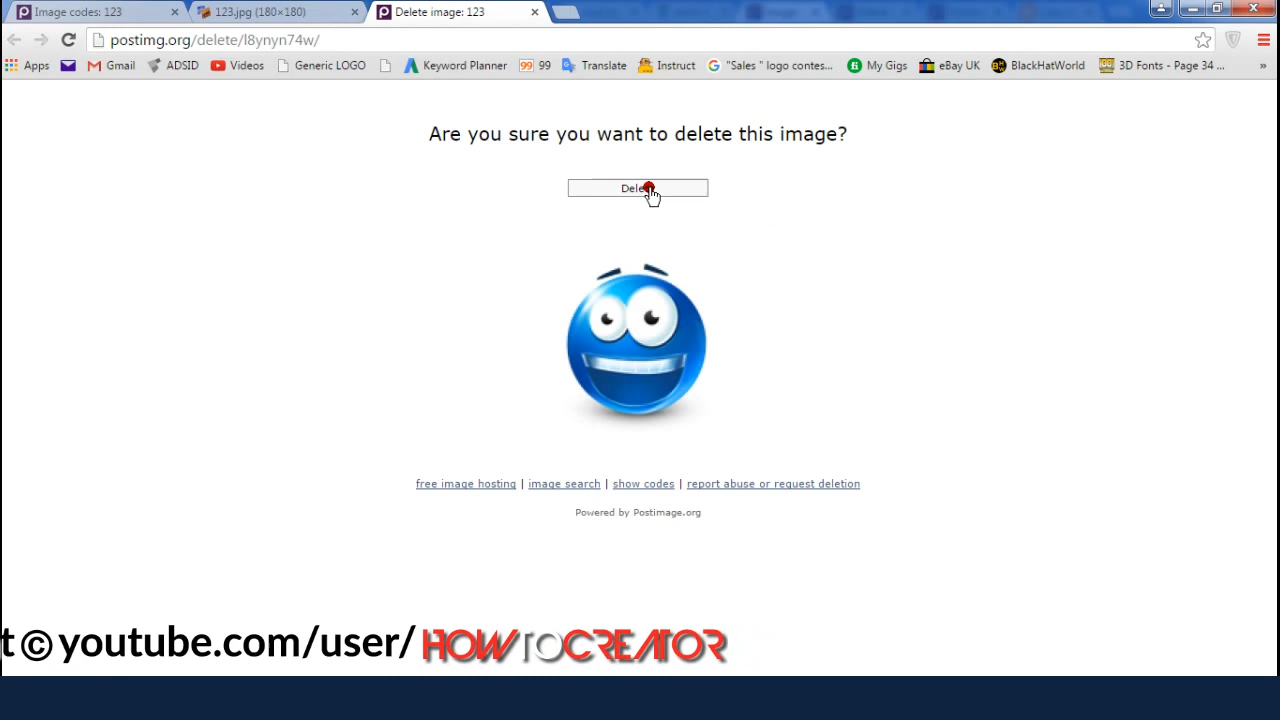 Image codes: 123
123.jpg (180×180)
Delete image: 123
postimg.org/delete/l8ynyn74w/
Apps
Gmail
ADSID
Videos
Generic LOGO
Keyword Planner
99 99
Translate
Instruct
"Sales " logo contes...
My Gigs
eBay UK
BlackHatWorld
3D Fonts - Page 34 ...
»
Are you sure you want to delete this image?
free image hosting | image search | show codes | report abuse or request deletion
Powered by Postimage.org
t © youtube.com/user/ HOWTOCREATOR